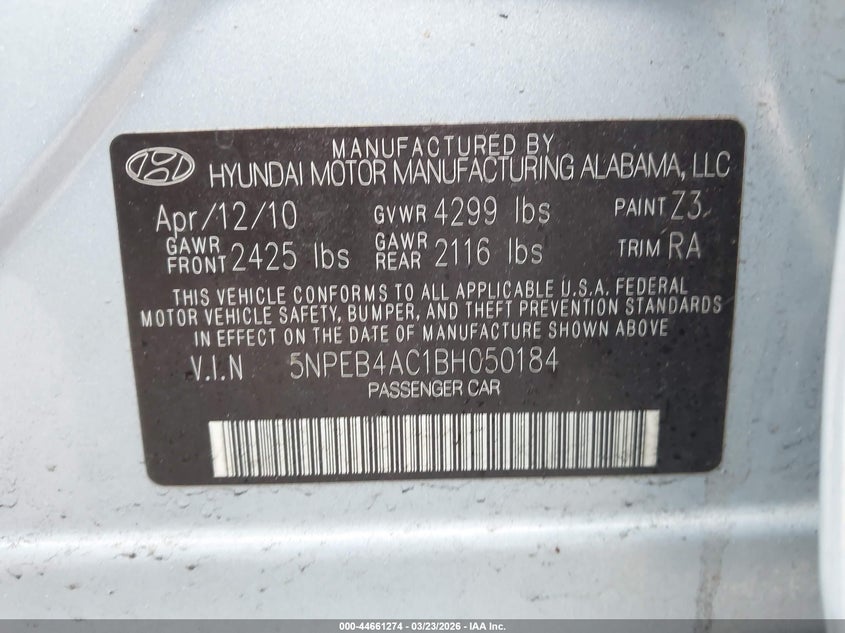 MANUFACTURED BY
HYUNDAI MOTOR MANUFACTURING ALABAMA, LLC
Apr/12/10 GVWR 4299 lbs PAINT Z3
GAWR FRONT 2425 lbs GAWR REAR 2116 lbs TRIM RA
THIS VEHICLE CONFORMS TO ALL APPLICABLE U.S.A. FEDERAL
MOTOR VEHICLE SAFETY, BUMPER, AND THEFT PREVENTION STANDARDS
IN EFFECT ON THE DATE OF MANUFACTURE SHOWN ABOVE.
V.I.N 5NPEB4AC1BH050184
PASSENGER CAR
000-44661274 | 03/23/2026 - IAA Inc.